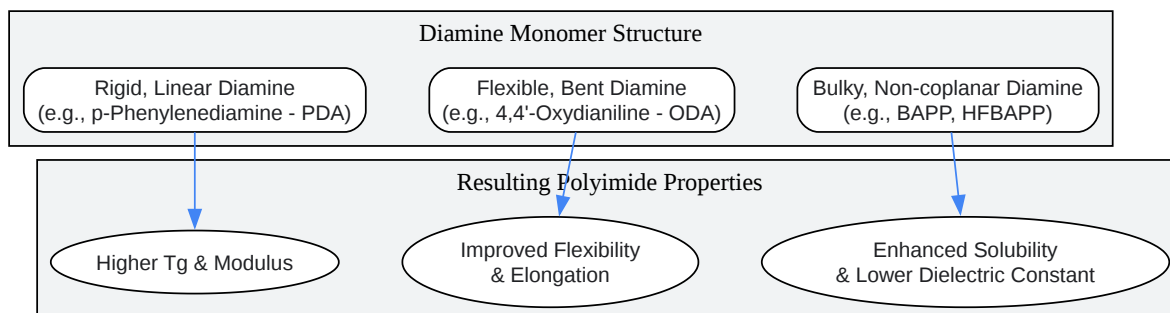 Diamine Monomer Structure
Rigid, Linear Diamine
(e.g., p-Phenylenediamine - PDA)
Flexible, Bent Diamine
(e.g., 4,4'-Oxydianiline - ODA)
Bulky, Non-coplanar Diamine
(e.g., BAPP, HFBAPP)
Resulting Polyimide Properties
Higher Tg & Modulus
Improved Flexibility
& Elongation
Enhanced Solubility
& Lower Dielectric Constant